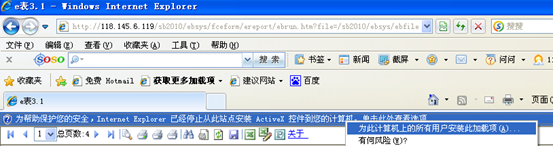 e表3.1 - Windows Internet Explorer
http://118.145.6.119/sb2010/ebsys/fceform/ereport/ebrun.htm?file=/sb2010/ebsys/ebfile
搜搜
文件(F) 编辑(E) 查看(V) 收藏夹(A) 工具(T) 帮助(H)
SOSO 搜索 书签 新闻 截屏 问问
收藏夹 免费 Hotmail 获取更多加载项 建议网站 百度
e表3.1 页面
为帮助保护您的安全，Internet Explorer 已经停止从此站点安装 ActiveX 控件到您的计算机。单击此处查看选项
为此计算机上的所有用户安装此加载项(A)...
1 总页数:4 关于
有何风险(W)?